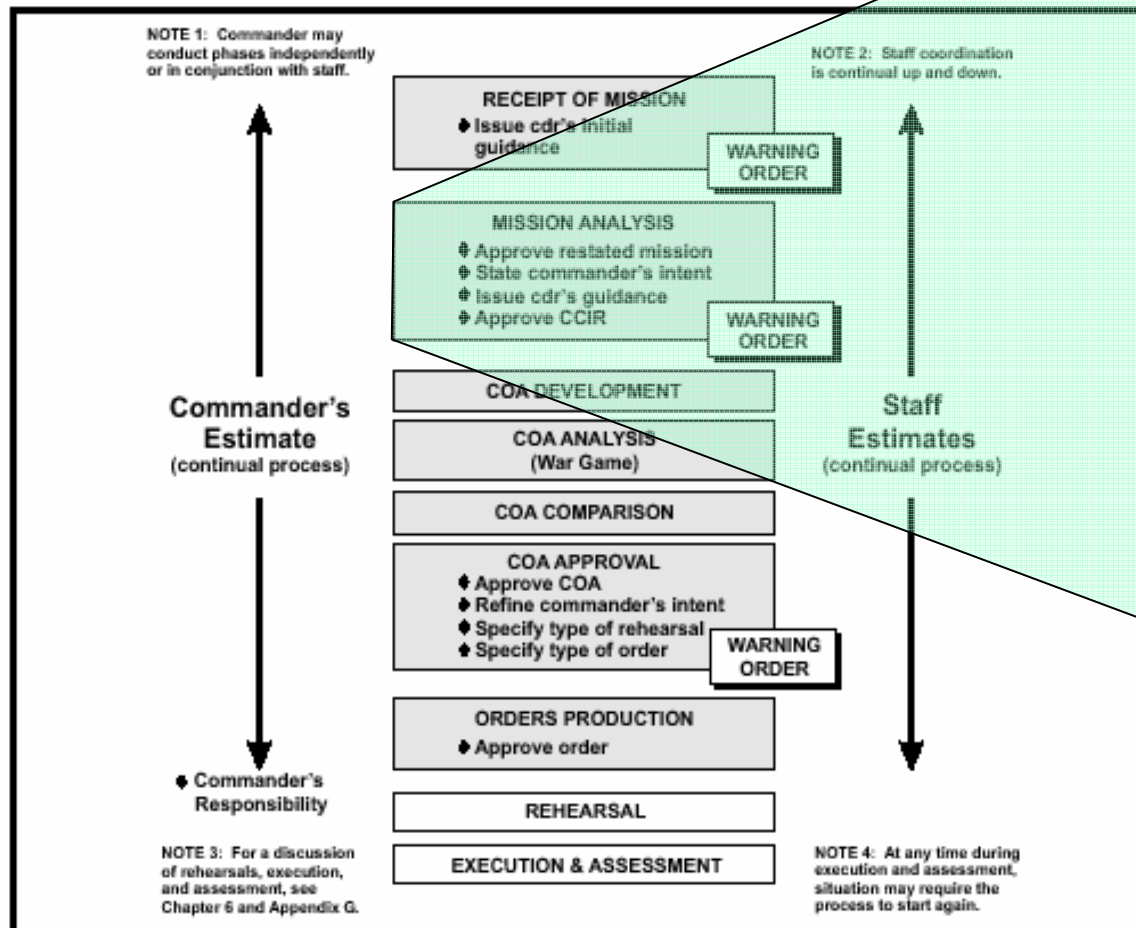 NOTE 1: Commander may
conduct phases independently
or in conjunction with staff.
NOTE 2: Staff coordination
is continual up and down.
RECEIPT OF MISSION
Issue cdr's initial
guidance
WARNING
ORDER
MISSION ANALYSIS
Approve restated mission
State commander's intent
Issue cdr's guidance
Approve CCIR
WARNING
ORDER
COA DEVELOPMENT
Commander's
Estimate
(continual process)
Staff
Estimates
(continual process)
COA ANALYSIS
(War Game)
COA COMPARISON
COA APPROVAL
Approve COA
Refine commander's intent
Specify type of rehearsal
Specify type of order
WARNING
ORDER
ORDERS PRODUCTION
Approve order
Commander's
Responsibility
REHEARSAL
EXECUTION & ASSESSMENT
NOTE 3: For a discussion
of rehearsals, execution,
and assessment, see
Chapter 6 and Appendix G.
NOTE 4: At any time during
execution and assessment,
situation may require the
process to start again.